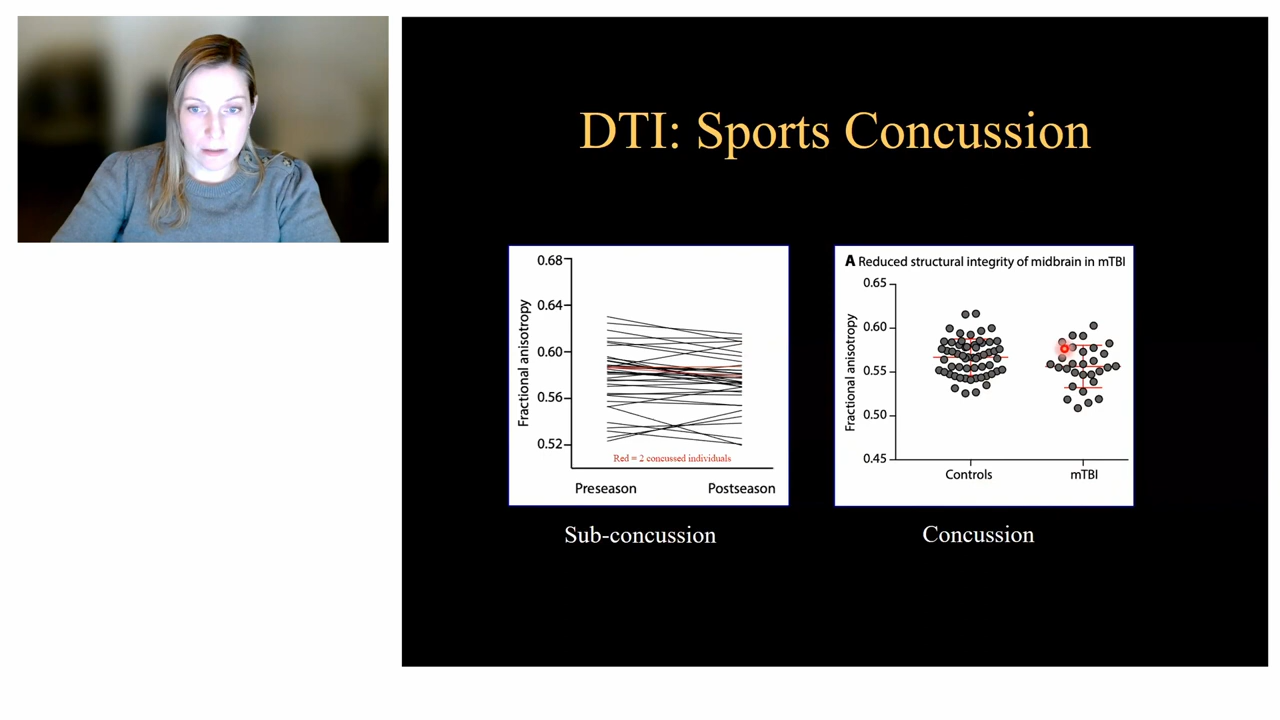 DTI: Sports Concussion
0.68
0.64
0.60
0.56
0.52
Fractional anisotropy
Red = 2 concussed individuals
Preseason Postseason
Sub-concussion
A Reduced structural integrity of midbrain in mTBI
0.65
0.60
0.55
0.50
0.45
Fractional anisotropy
Controls mTBI
Concussion